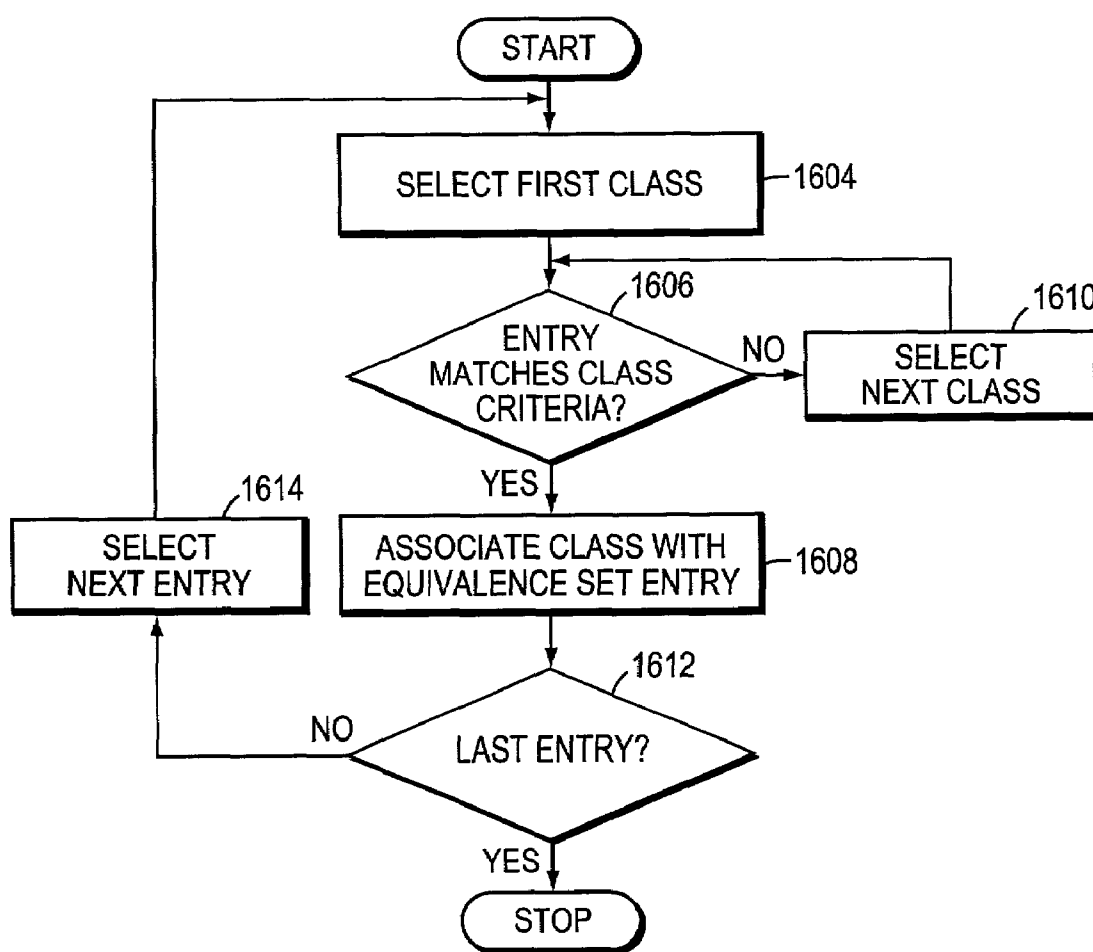 START
SELECT FIRST CLASS
1604
1606
ENTRY
MATCHES CLASS
CRITERIA?
NO
1610
SELECT
NEXT CLASS
YES
1614
SELECT
NEXT ENTRY
ASSOCIATE CLASS WITH
EQUIVALENCE SET ENTRY
1608
1612
NO
LAST ENTRY?
YES
STOP